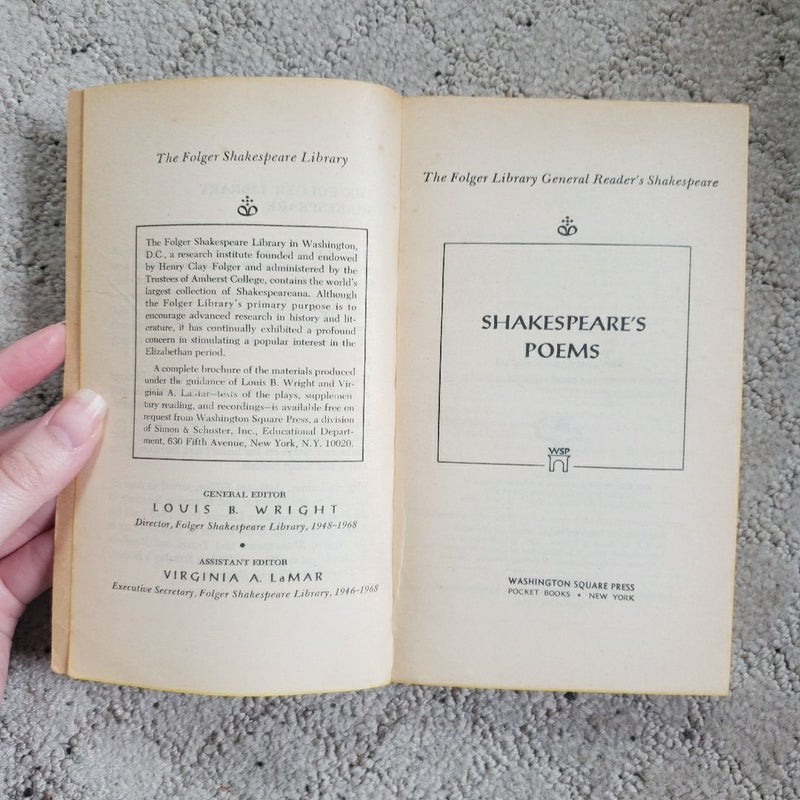 The Folger Shakespeare Library
The Folger Shakespeare Library in Washington,
D.C., a research institute founded and endowed
by Henry Clay Folger and administered by the
Trustees of Amherst College, contains the world's
largest collection of Shakespeareana. Although
the Folger Library's primary purpose is to
encourage advanced research in history and lit-
erature, it has continually exhibited a profound
concern in stimulating a popular interest in the
Elizabethan period.
A complete brochure of the materials produced
under the guidance of Louis B. Wright and Vir-
ginia A. LaMar—texts of the plays, supplemen
tary reading, and recordings—is available free on
request from Washington Square Press, a division
of Simon & Schuster, Inc., Educational Depart-
ment, 630 Fifth Avenue, New York, N.Y. 10020.
GENERAL EDITOR
LOUIS B. WRIGHT
Director, Folger Shakespeare Library, 1948-1968
•
ASSISTANT EDITOR
VIRGINIA A. LaMAR
Executive Secretary, Folger Shakespeare Library, 1946-1968
The Folger Library General Reader's Shakespeare
SHAKESPEARE'S
POEMS
WSP
WASHINGTON SQUARE PRESS
POCKET BOOKS • NEW YORK